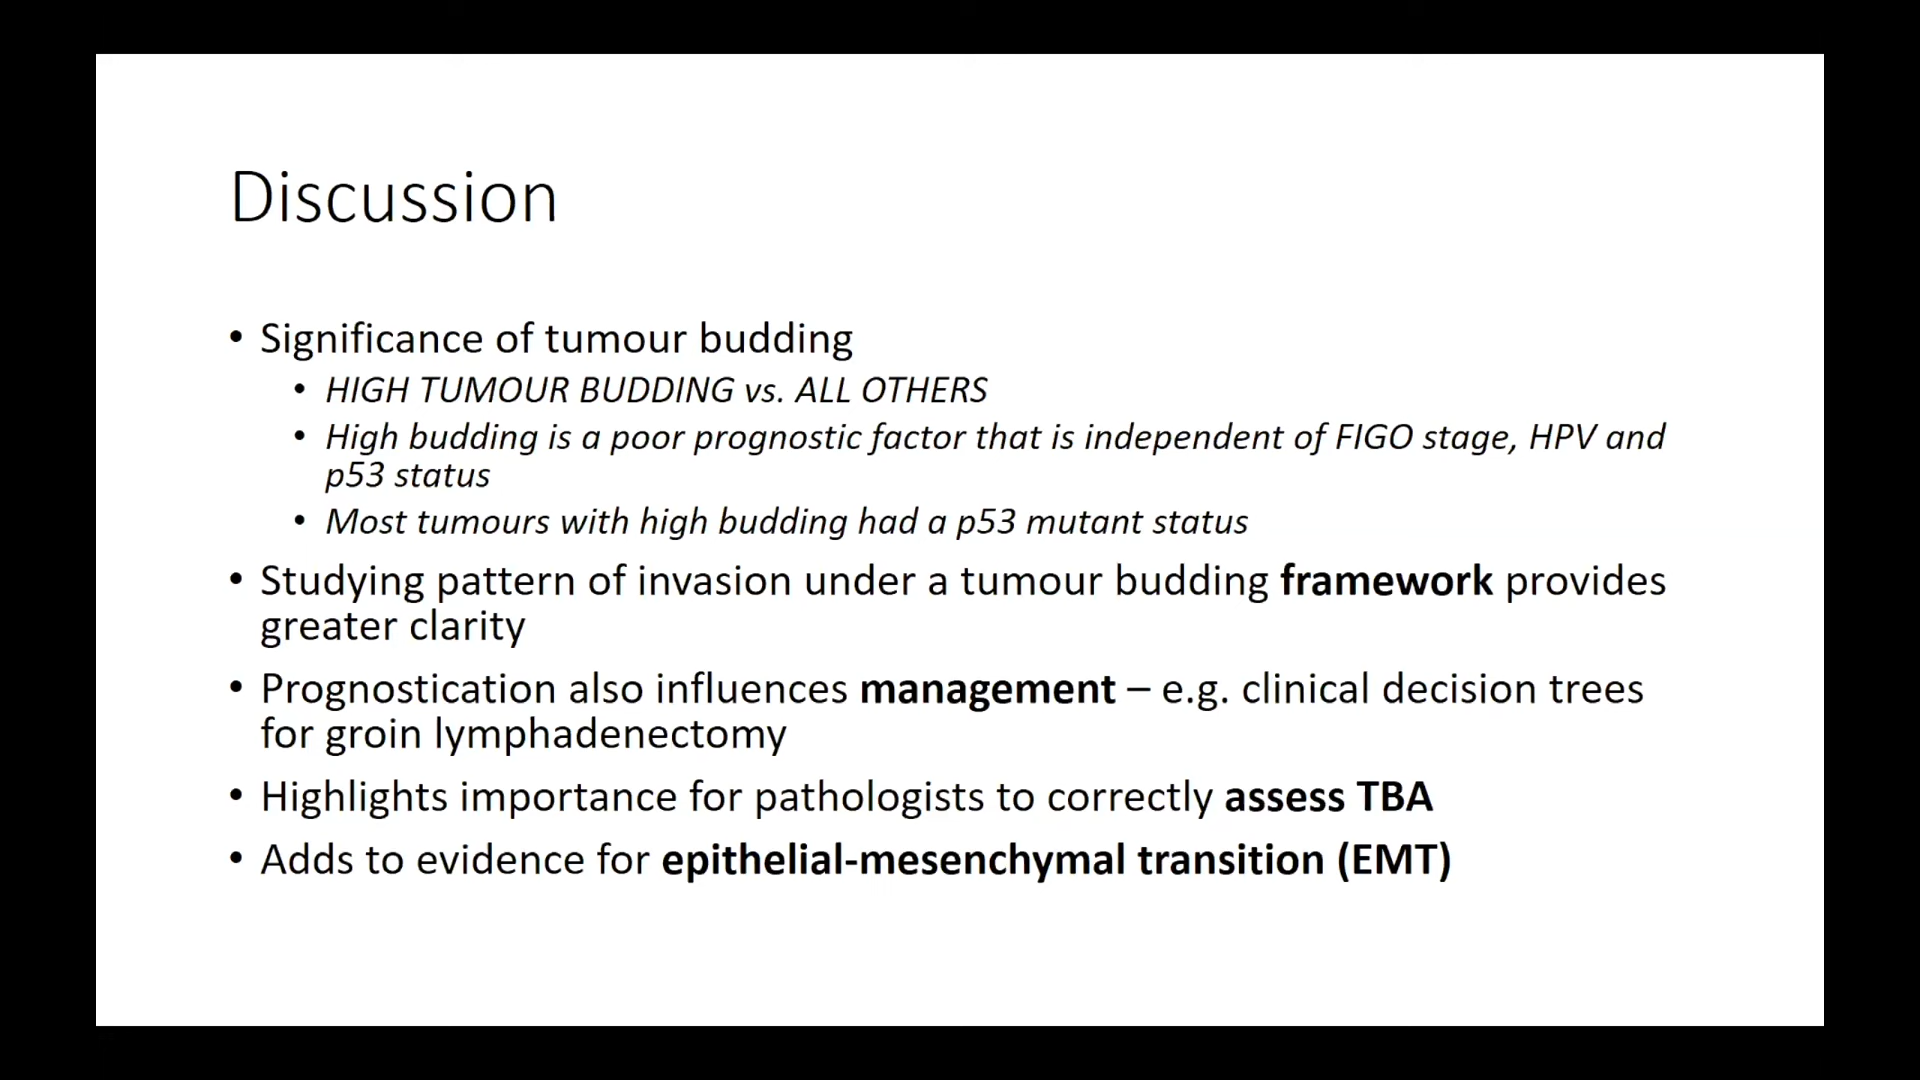 Discussion
• Significance of tumour budding
• HIGH TUMOUR BUDDING vs. ALL OTHERS
• High budding is a poor prognostic factor that is independent of FIGO stage, HPV and
p53 status
• Most tumours with high budding had a p53 mutant status
• Studying pattern of invasion under a tumour budding framework provides
greater clarity
• Prognostication also influences management – e.g. clinical decision trees
for groin lymphadenectomy
• Highlights importance for pathologists to correctly assess TBA
• Adds to evidence for epithelial-mesenchymal transition (EMT)